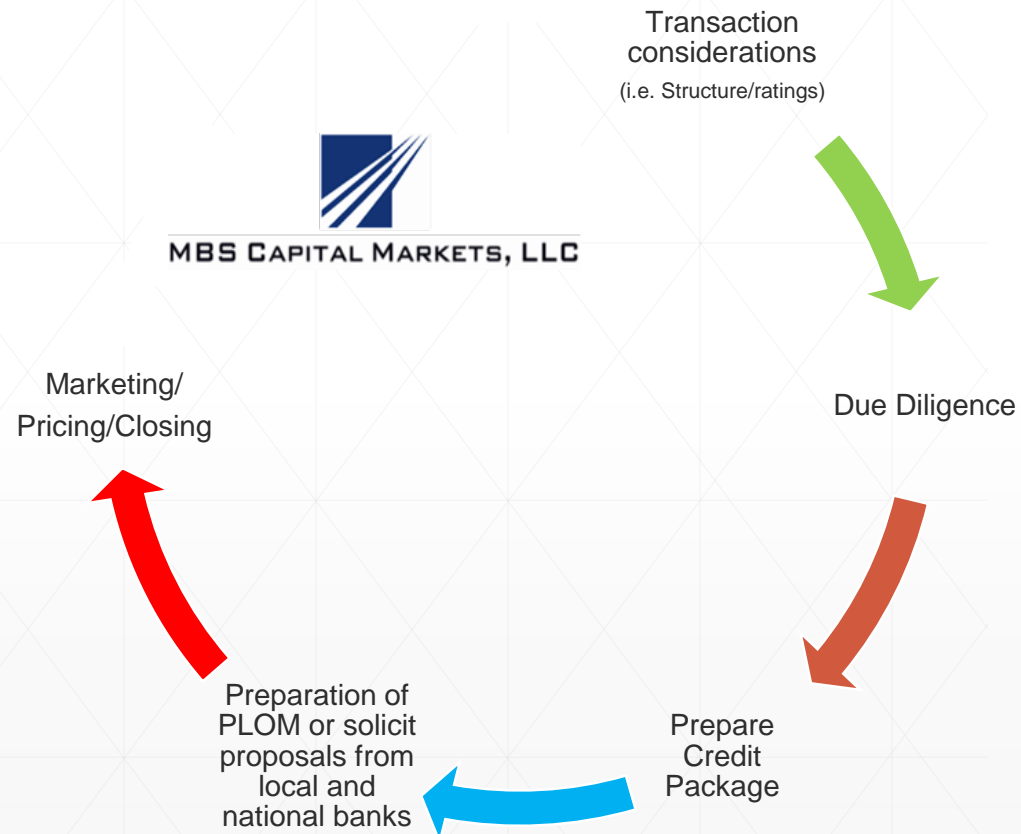 Transaction
considerations
(i.e. Structure/ratings)
MBS CAPITAL MARKETS, LLC
Due Diligence
Prepare
Credit
Package
Preparation of
PLOM or solicit
proposals from
local and
national banks
Marketing/
Pricing/Closing